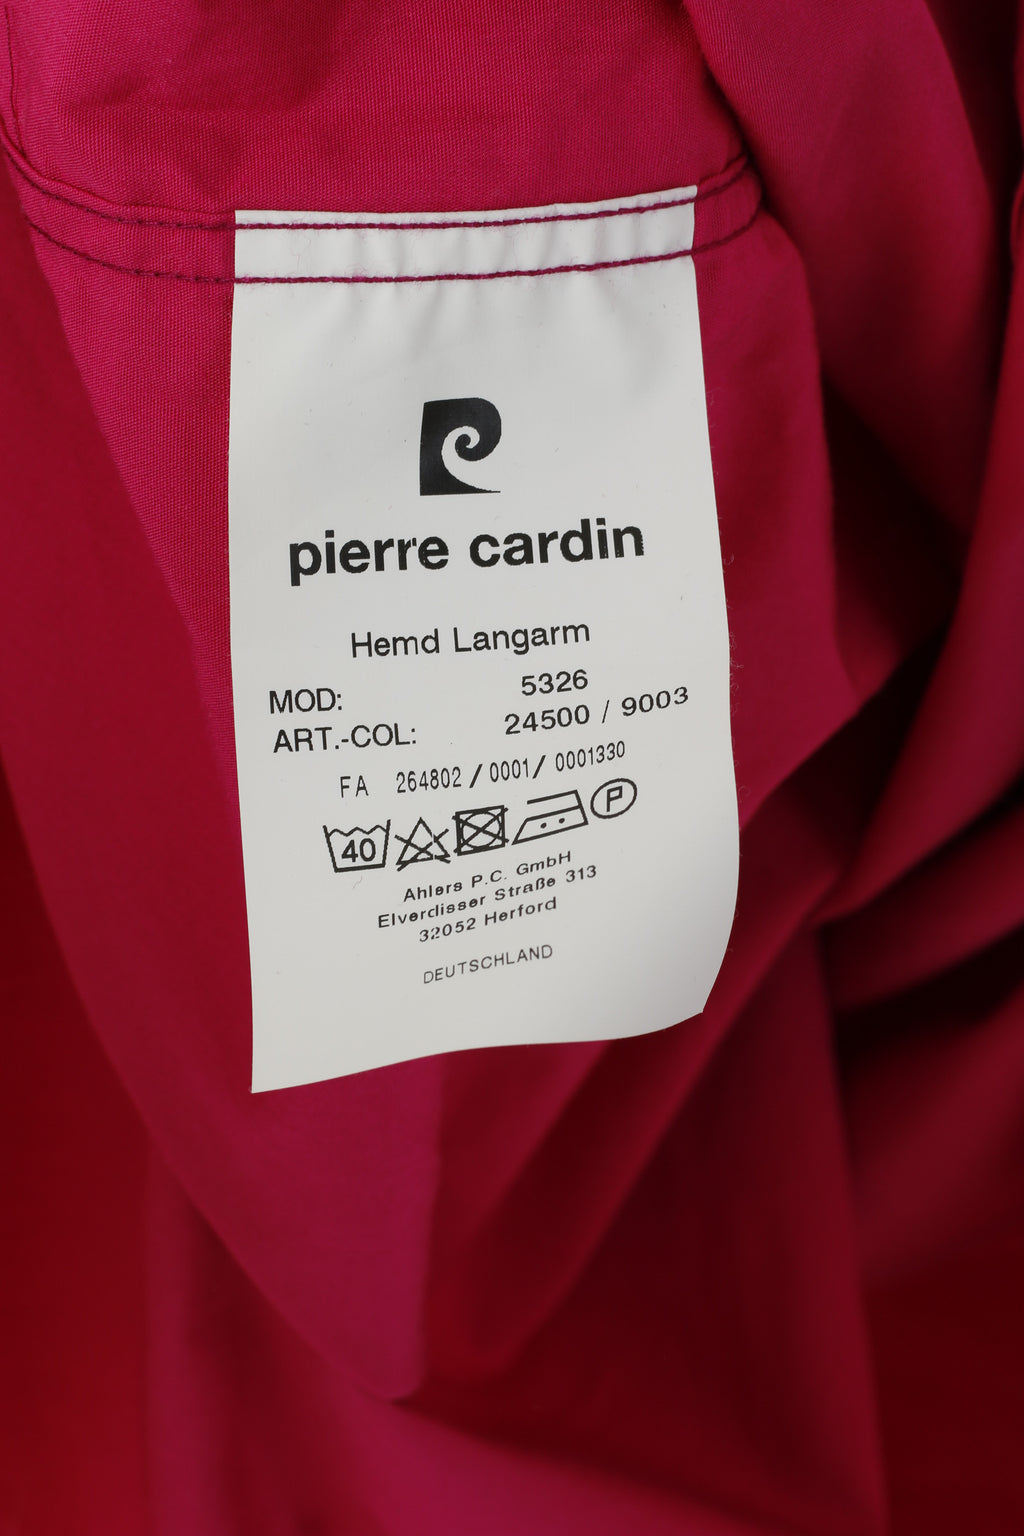 pierre cardin
Hemd Langarm
MOD: 5326
ART.-COL: 24500 / 9003
FA 264802 / 0001 / 0001330
40 P
Ahlers P.C. GmbH
Elverdisser Straße 313
32052 Herford
DEUTSCHLAND